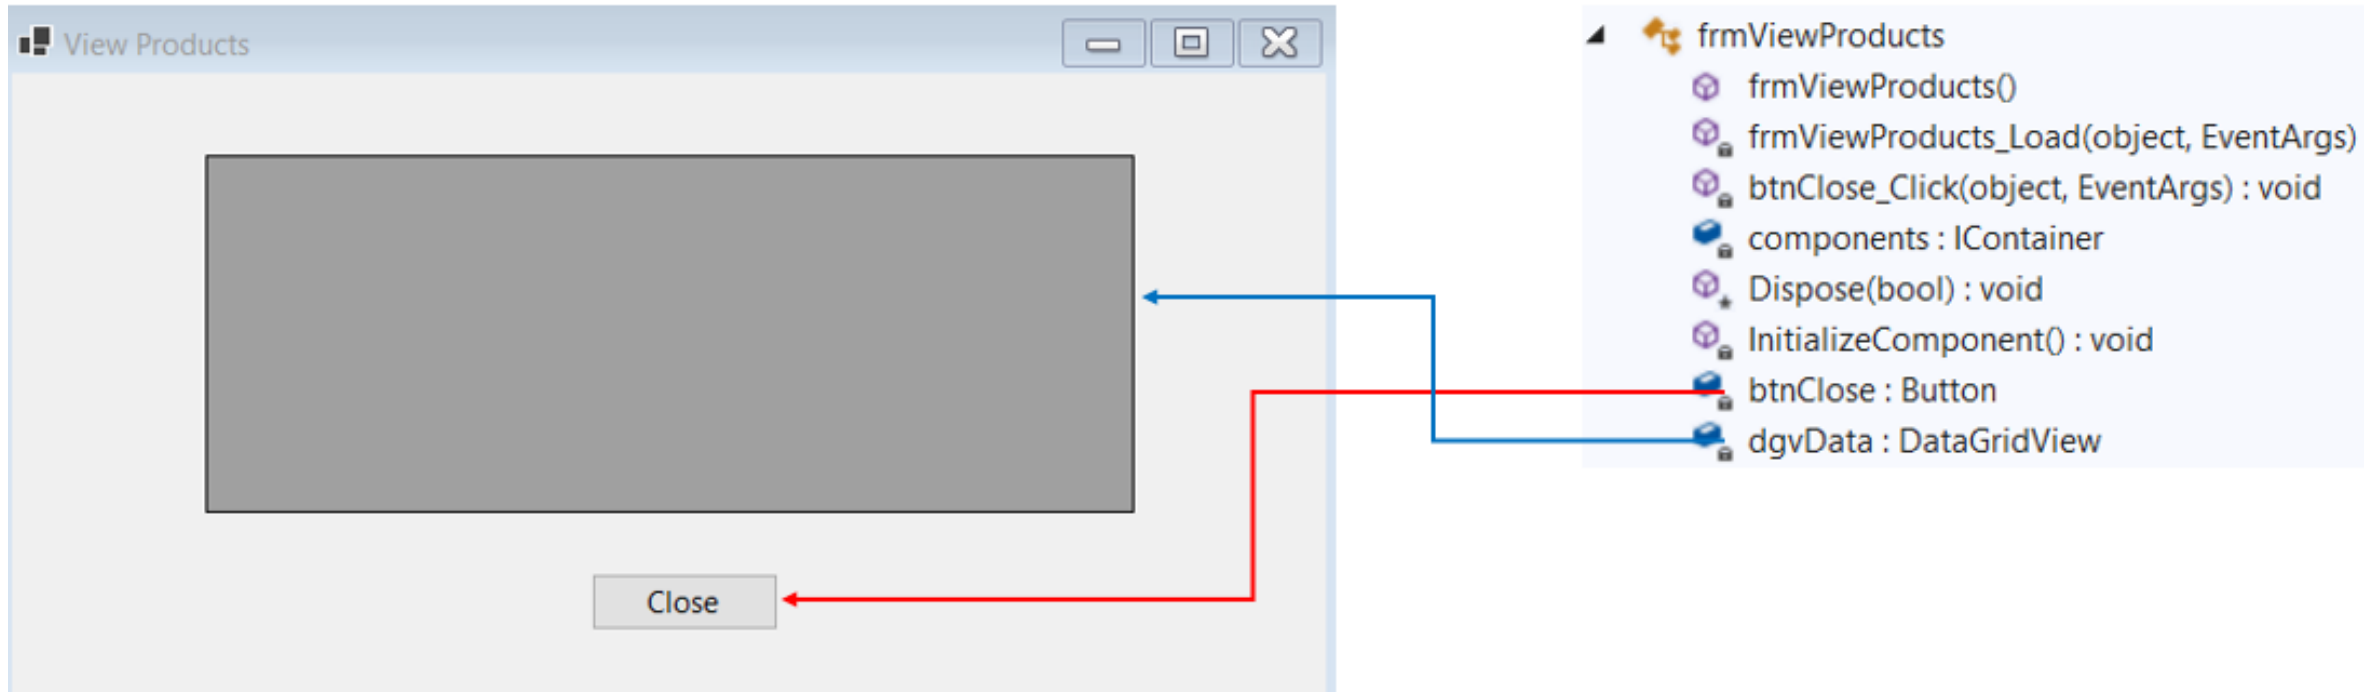 View Products
Close
frmViewProducts
frmViewProducts()
frmViewProducts_Load(object, EventArgs)
btnClose_Click(object, EventArgs) : void
components : IContainer
Dispose(bool) : void
InitializeComponent() : void
btnClose : Button
dgvData : DataGridView